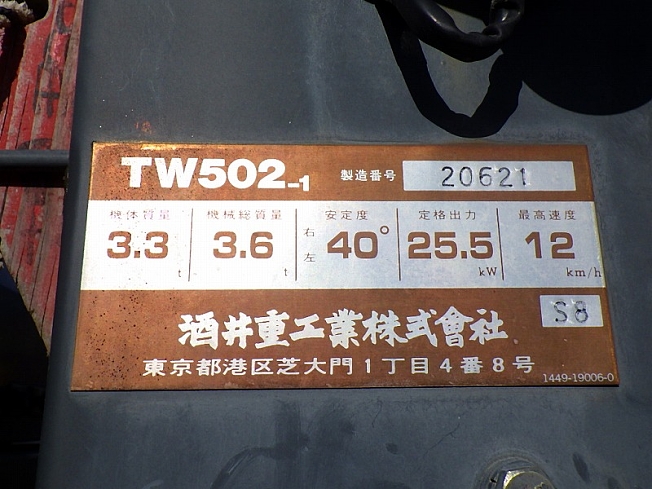 TW502-1 製造番号 20621
機体質量 機械総質量 安定度 定格出力 最高速度
3.3 t 3.6 t 右左 40° 25.5 kW 12 km/h
S8
酒井重工業株式會社
東京都港区芝大門1丁目4番8号
1449-19006-0